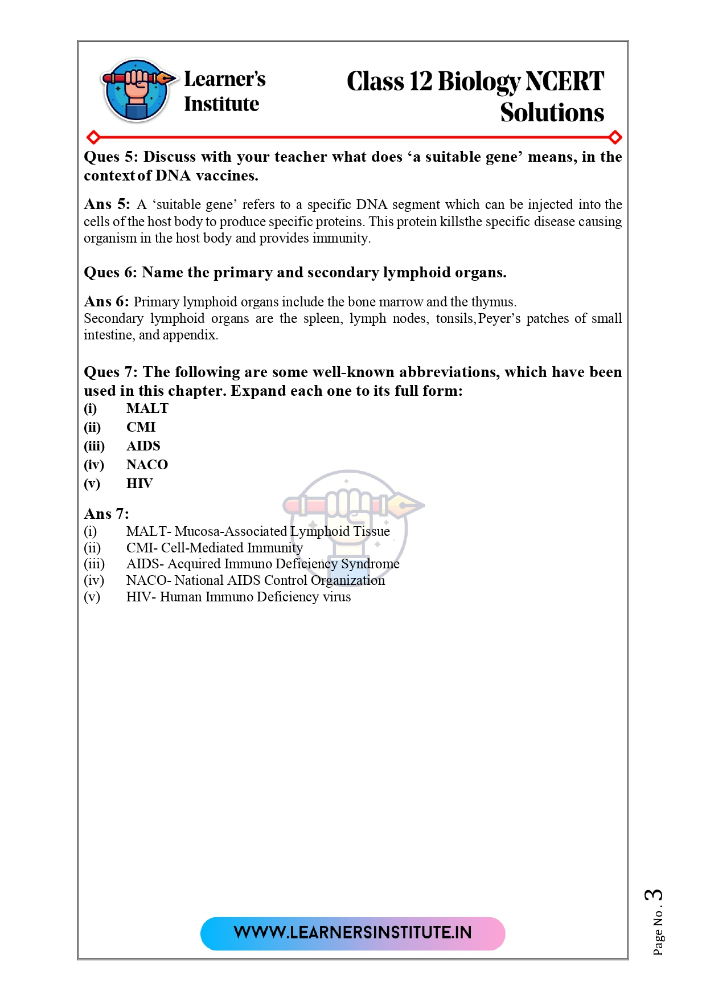 Learner's
Institute
Class 12 Biology NCERT
Solutions
Ques 5: Discuss with your teacher what does ‘a suitable gene’ means, in the
context of DNA vaccines.
Ans 5: A ‘suitable gene’ refers to a specific DNA segment which can be injected into the
cells of the host body to produce specific proteins. This protein killsthe specific disease causing
organism in the host body and provides immunity.
Ques 6: Name the primary and secondary lymphoid organs.
Ans 6: Primary lymphoid organs include the bone marrow and the thymus.
Secondary lymphoid organs are the spleen, lymph nodes, tonsils, Peyer’s patches of small
intestine, and appendix.
Ques 7: The following are some well-known abbreviations, which have been
used in this chapter. Expand each one to its full form:
(i) MALT
(ii) CMI
(iii) AIDS
(iv) NACO
(v) HIV
Ans 7:
(i) MALT- Mucosa-Associated Lymphoid Tissue
(ii) CMI- Cell-Mediated Immunity
(iii) AIDS- Acquired Immuno Deficiency Syndrome
(iv) NACO- National AIDS Control Organization
(v) HIV- Human Immuno Deficiency virus
WWW.LEARNERSINSTITUTE.IN
Page No. 3